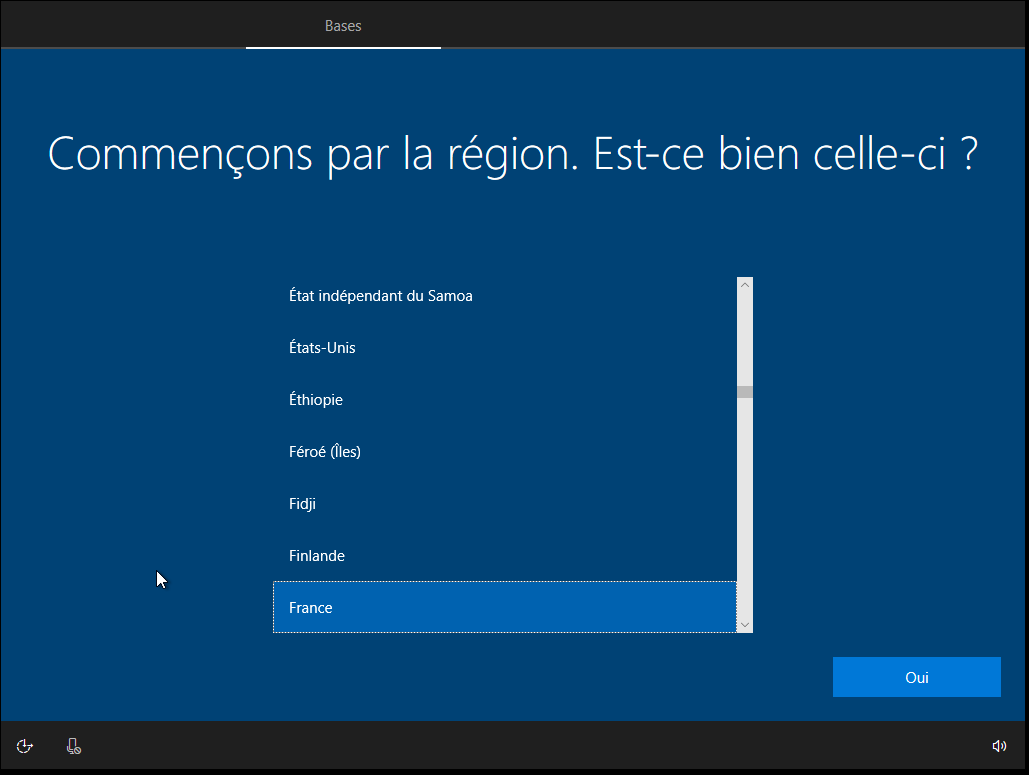 Bases
Commençons par la région. Est-ce bien celle-ci ?
État indépendant du Samoa
États-Unis
Éthiopie
Féroé (Îles)
Fidji
Finlande
France
Oui